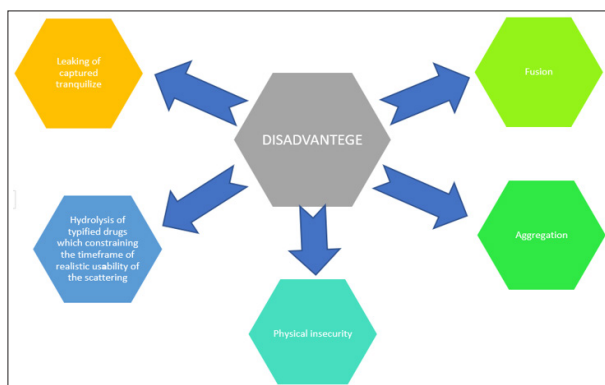 Leaking of
captured
tranquilize
Fusion
DISADVANTEGE
Hydrolysis of
typified drugs
which constraining
the timeframe of
realistic usability of
the scattering
Aggregation
Physical insecurity